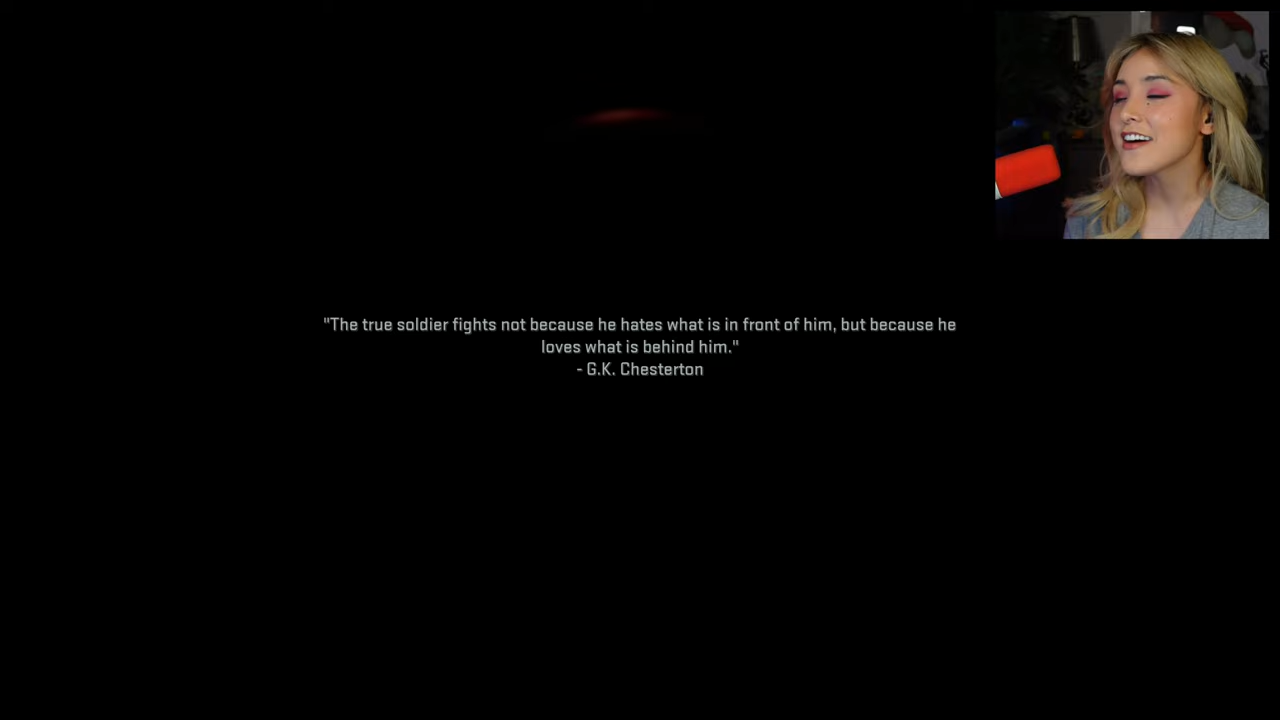 "The true soldier fights not because he hates what is in front of him, but because he
loves what is behind him."
- G.K. Chesterton